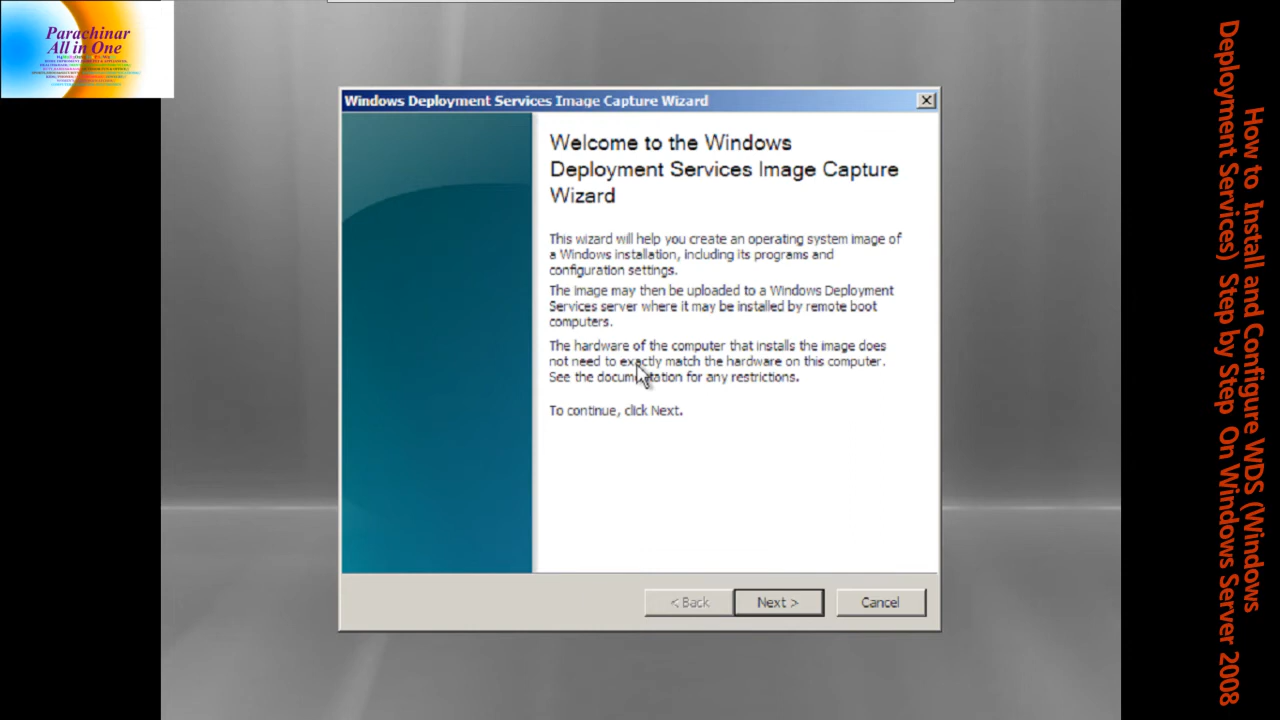 Parachinar
All in One
Windows Deployment Services Image Capture Wizard
Welcome to the Windows
Deployment Services Image Capture
Wizard
This wizard will help you create an operating system image of
a Windows installation, including its programs and
configuration settings.
The image may then be uploaded to a Windows Deployment
Services server where it may be installed by remote boot
computers.
The hardware of the computer that installs the image does
not need to exactly match the hardware on this computer.
See the documentation for any restrictions.
To continue, click Next.
< Back
Next >
Cancel
How to Install and Configure WDS (Windows
Deployment Services) Step by Step On Windows Server 2008